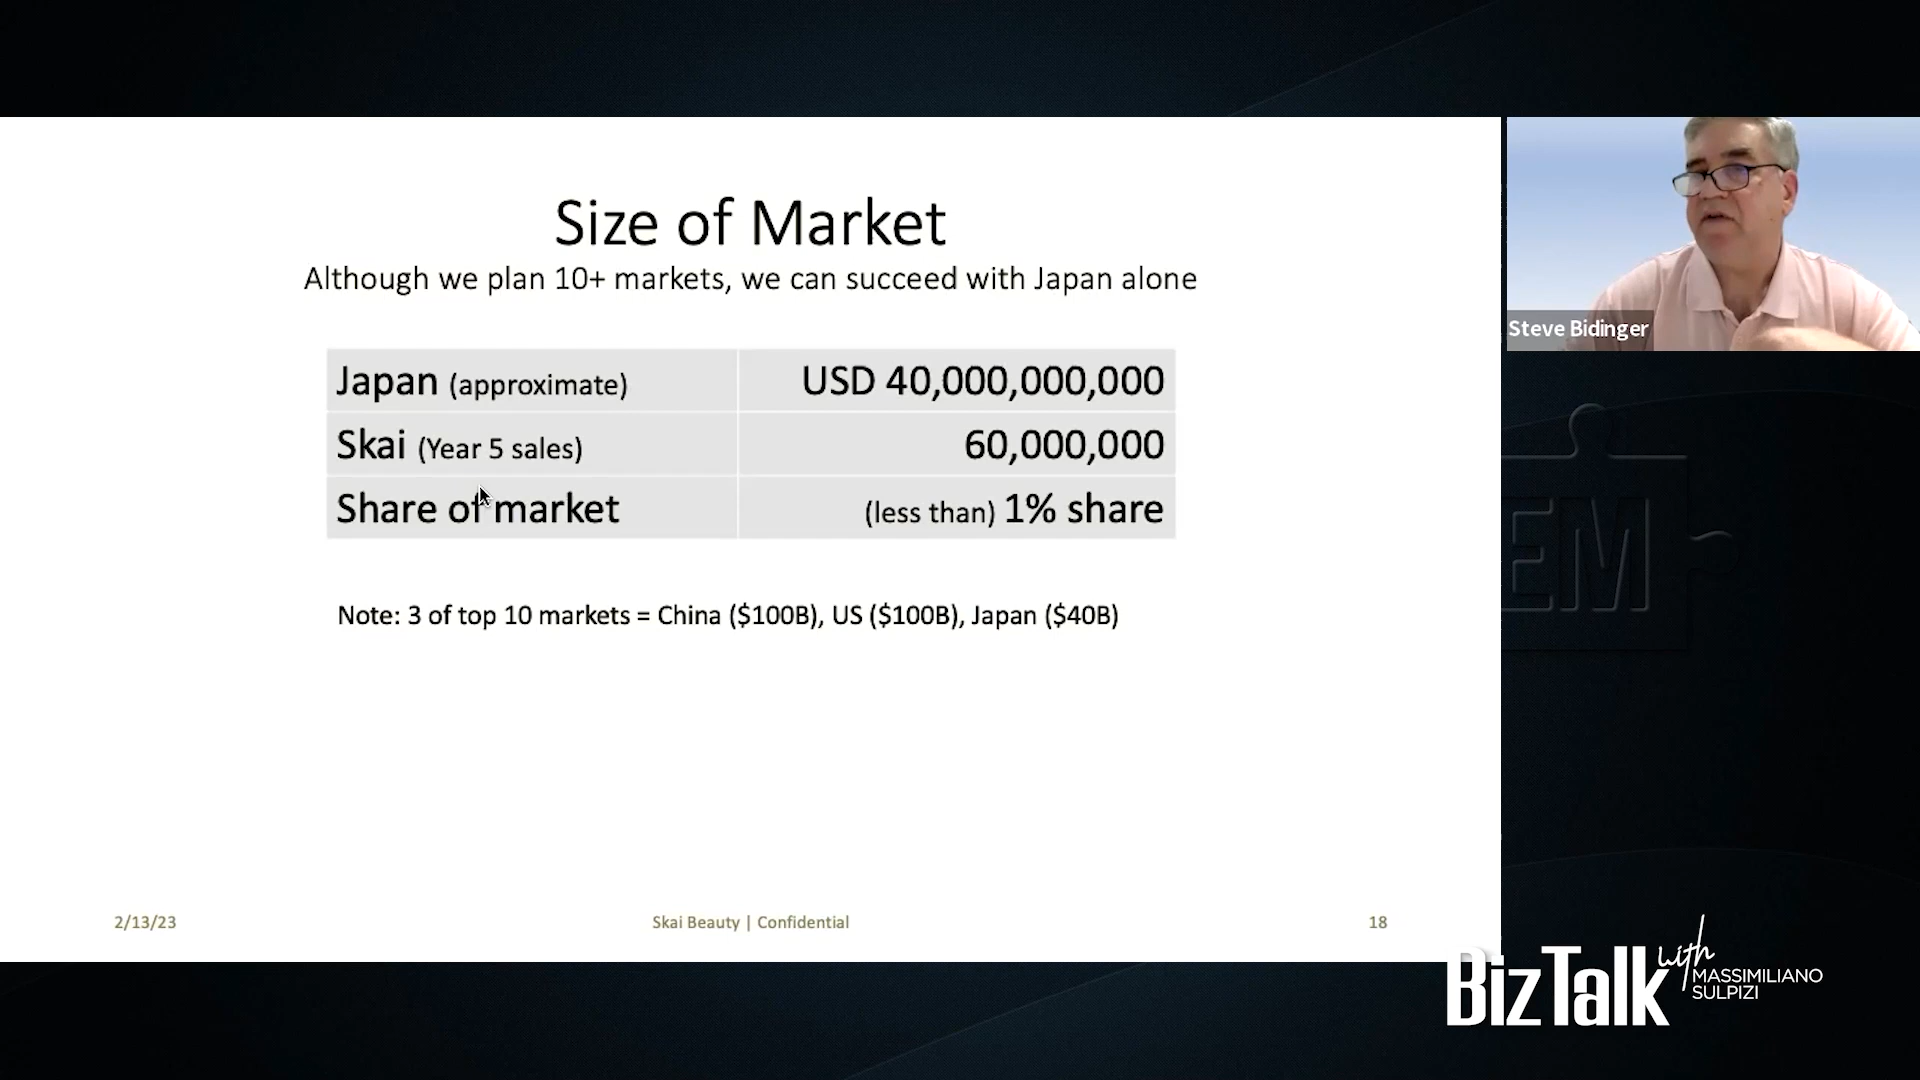 Size of Market
Although we plan 10+ markets, we can succeed with Japan alone
Japan (approximate) USD 40,000,000,000
Skai (Year 5 sales) 60,000,000
Share of market (less than) 1% share
Note: 3 of top 10 markets = China ($100B), US ($100B), Japan ($40B)
2/13/23 Skai Beauty | Confidential 18
Steve Bidinger
EM
BizTalk with MASSIMILIANO
SULPIZI